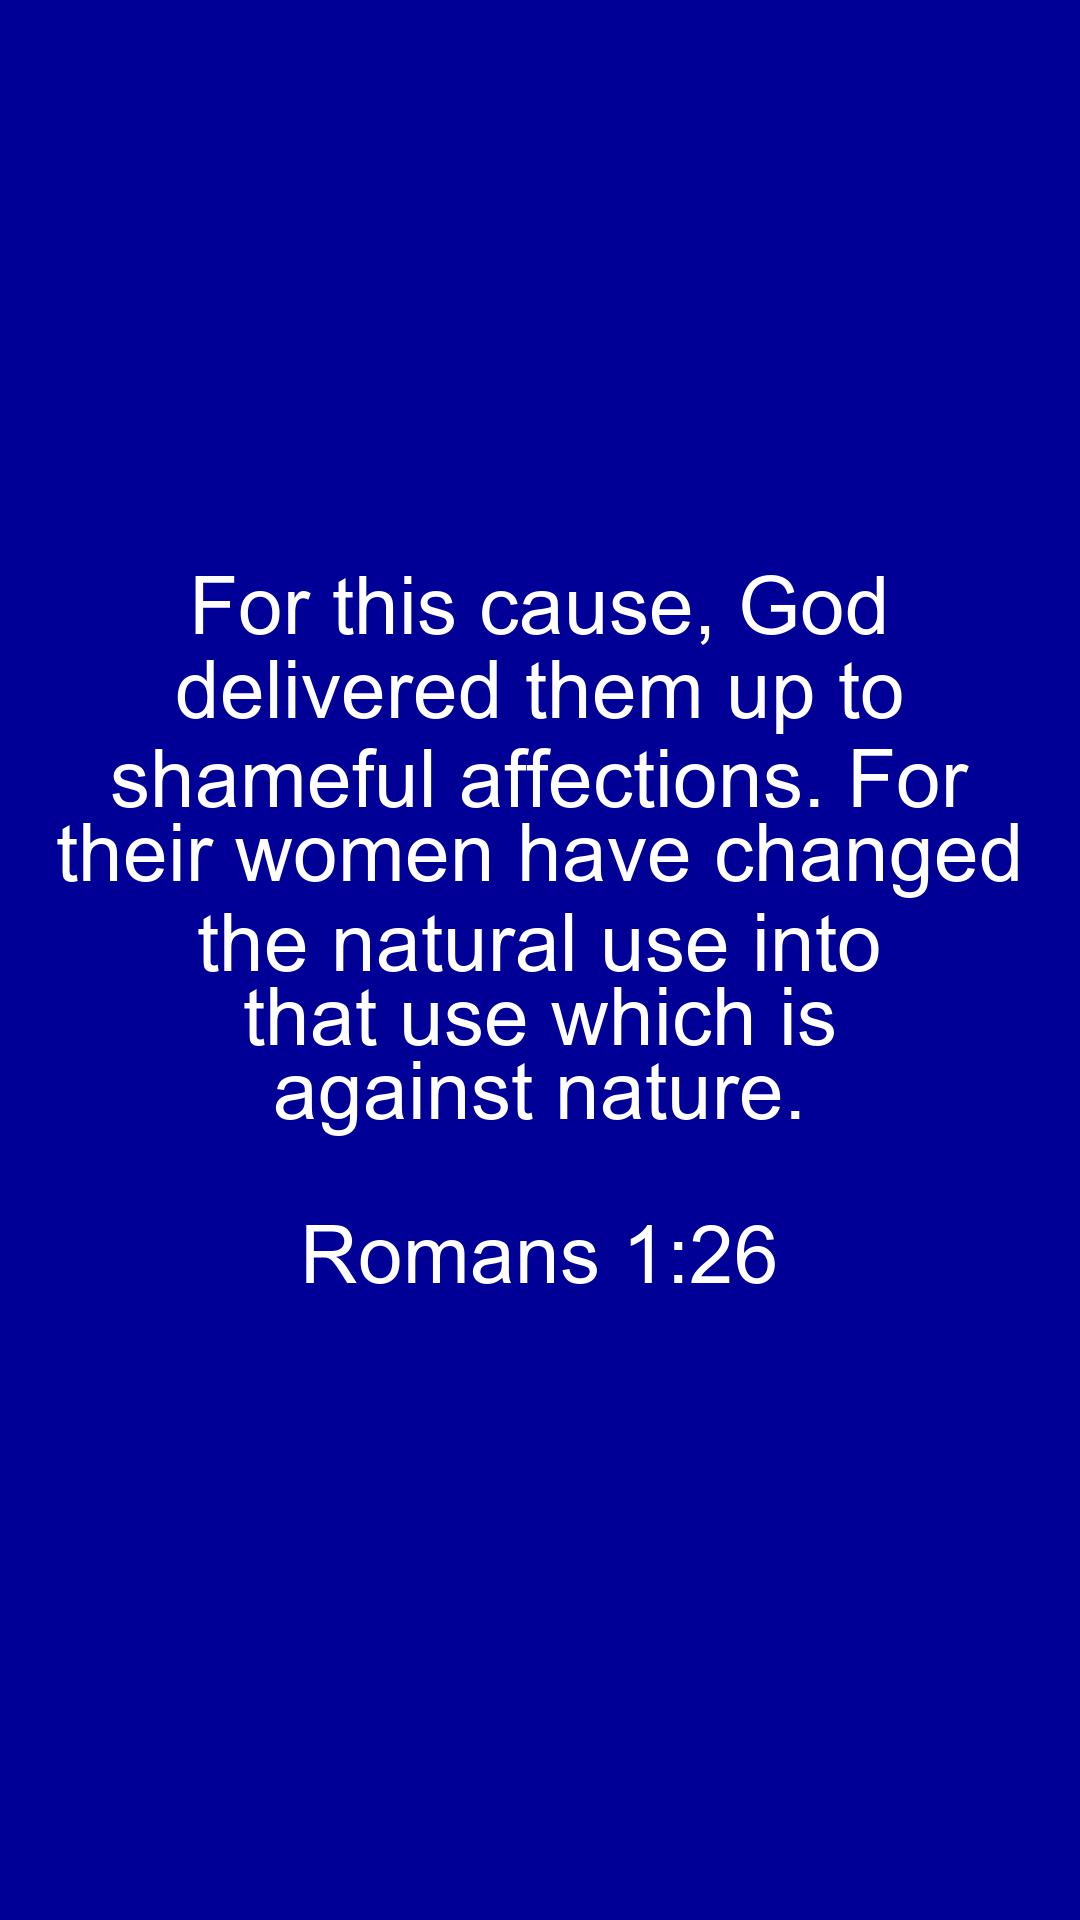 For this cause, God
delivered them up to
shameful affections. For
their women have changed
the natural use into
that use which is
against nature.
Romans 1:26